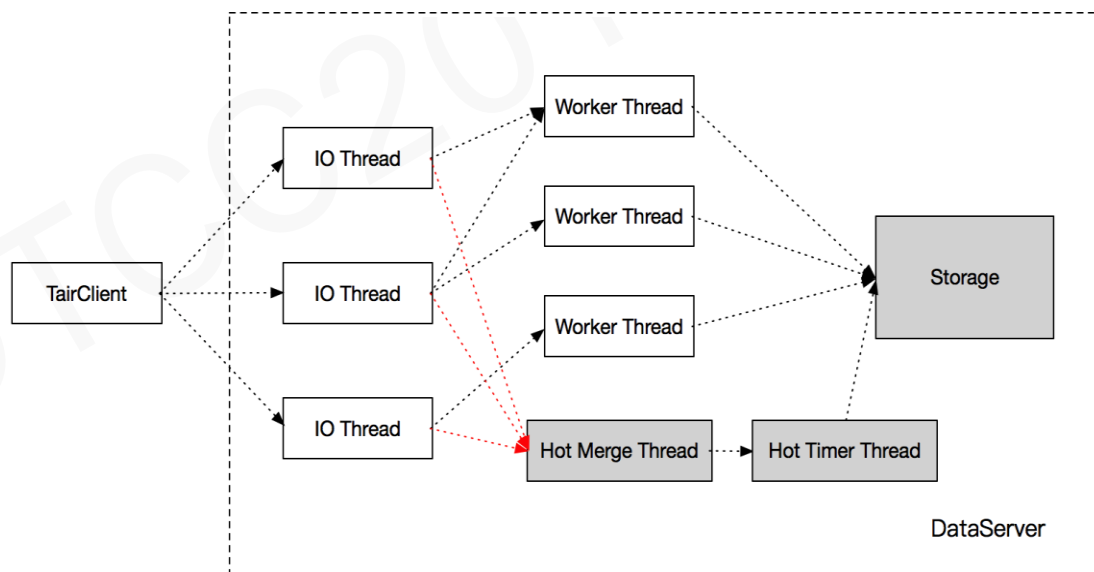 Worker Thread
IO Thread
Worker Thread
TairClient
IO Thread
Storage
Worker Thread
IO Thread
Hot Merge Thread
Hot Timer Thread
DataServer